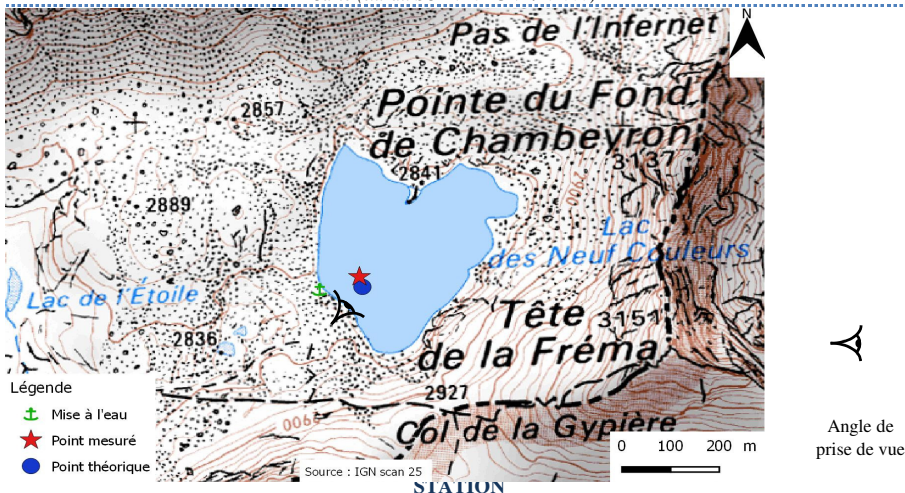 N
Pas de l'Infernet
2857
Pointe du Fond
de Chambeyron
3137
2841
2900
2889
Lac
des Neuf Couleurs
Lac de l'Étoile
Tête
3151
de la Fréma
2836
2927
2900
Col de la Gypière
Légende
Mise à l'eau
Point mesuré
Point théorique
Source : IGN scan 25
0 100 200 m
Angle de
prise de vue
STATION